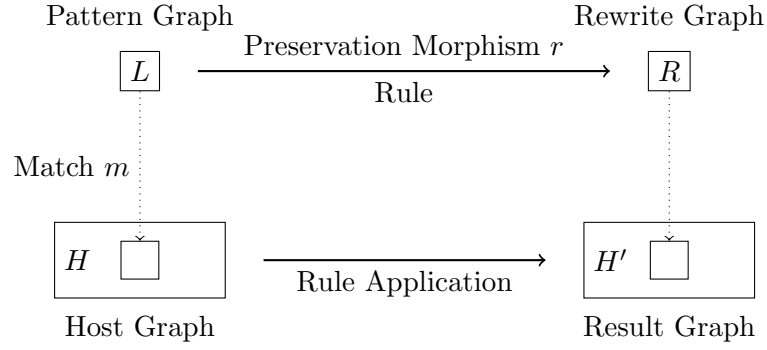 Pattern Graph
Rewrite Graph
L
Preservation Morphism r
Rule
R
Match m
H
Rule Application
H′
Host Graph
Result Graph